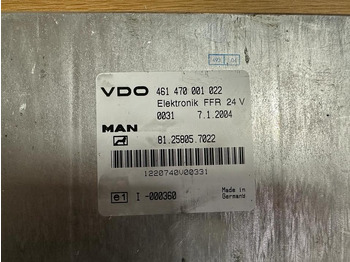 VDO 461 470 001 022
Elektronik FFR 24 V
0031 7.1.2004
MAN
81.25805.7022
1220740V00331
e1 I -000360
Made in
Germany